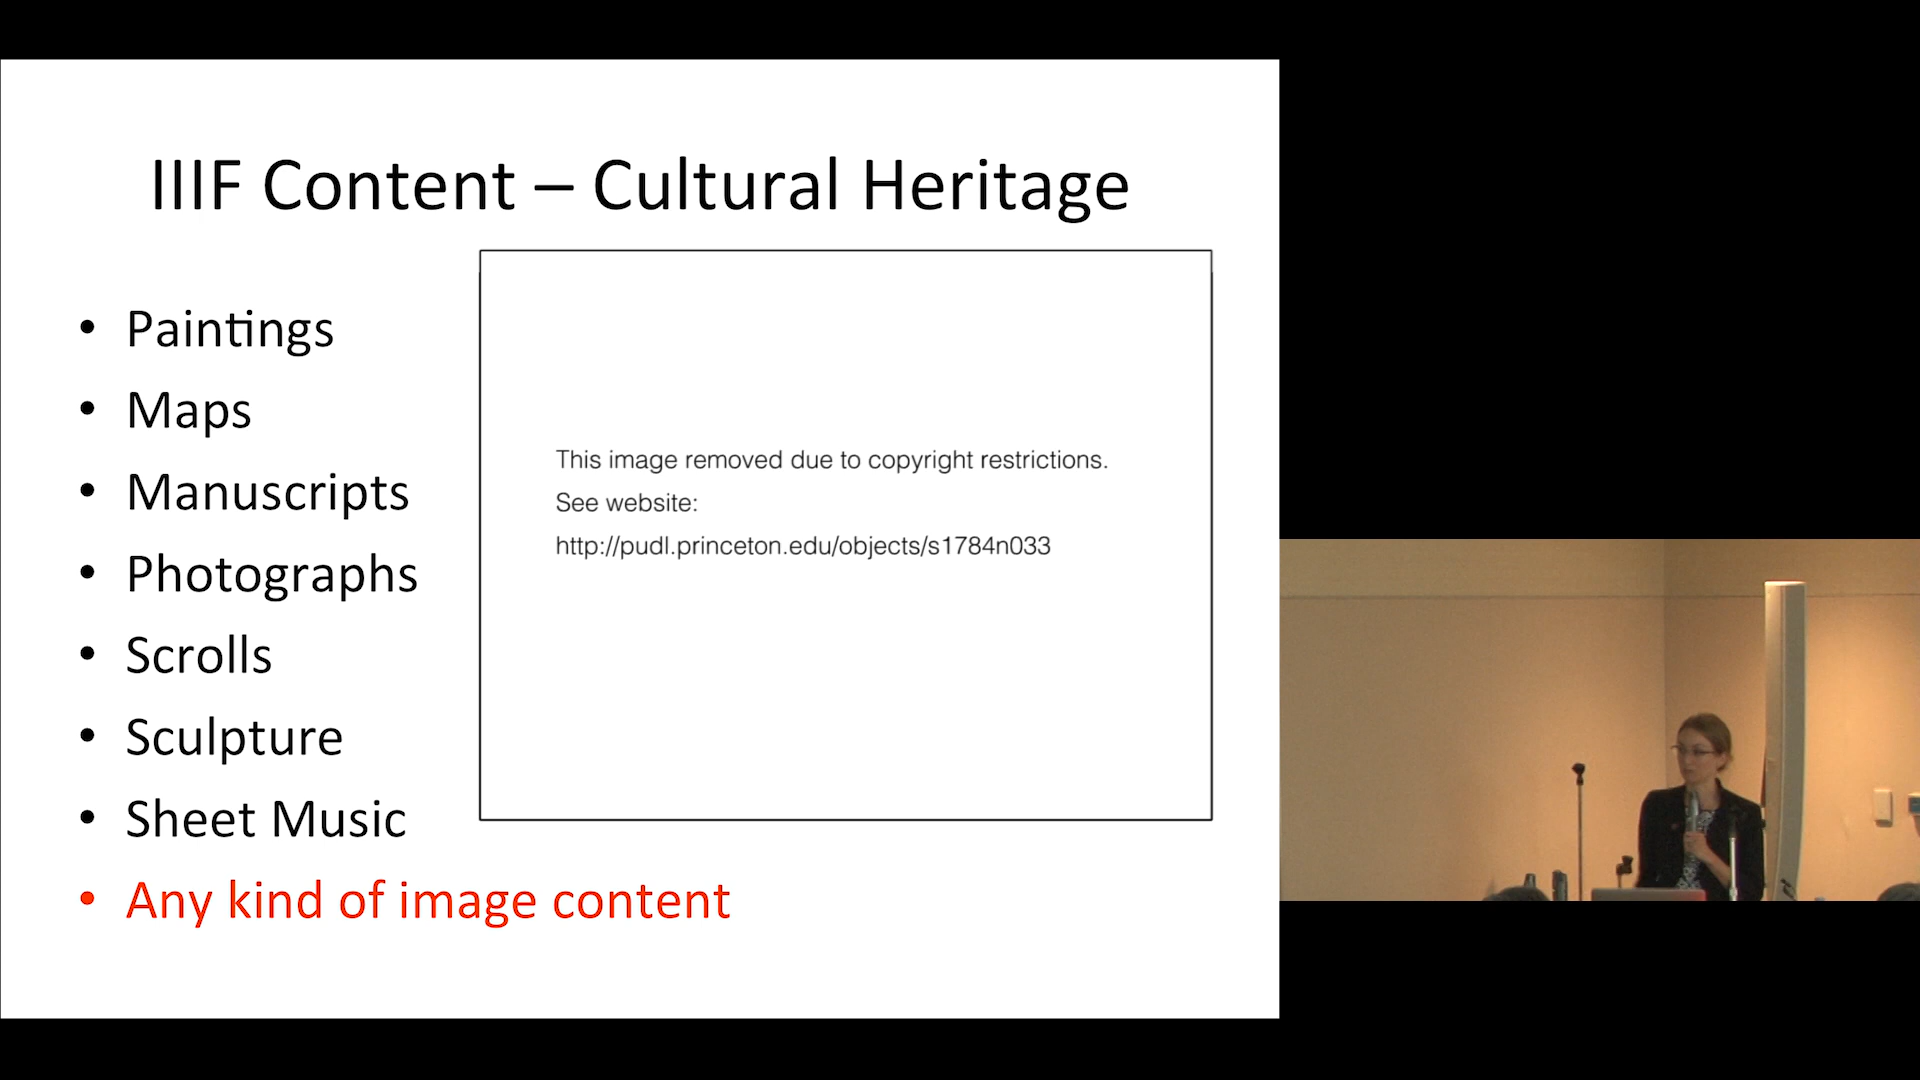 IIIF Content – Cultural Heritage
• Paintings
• Maps
• Manuscripts
• Photographs
• Scrolls
• Sculpture
• Sheet Music
• Any kind of image content
This image removed due to copyright restrictions.
See website:
http://pudl.princeton.edu/objects/s1784n033